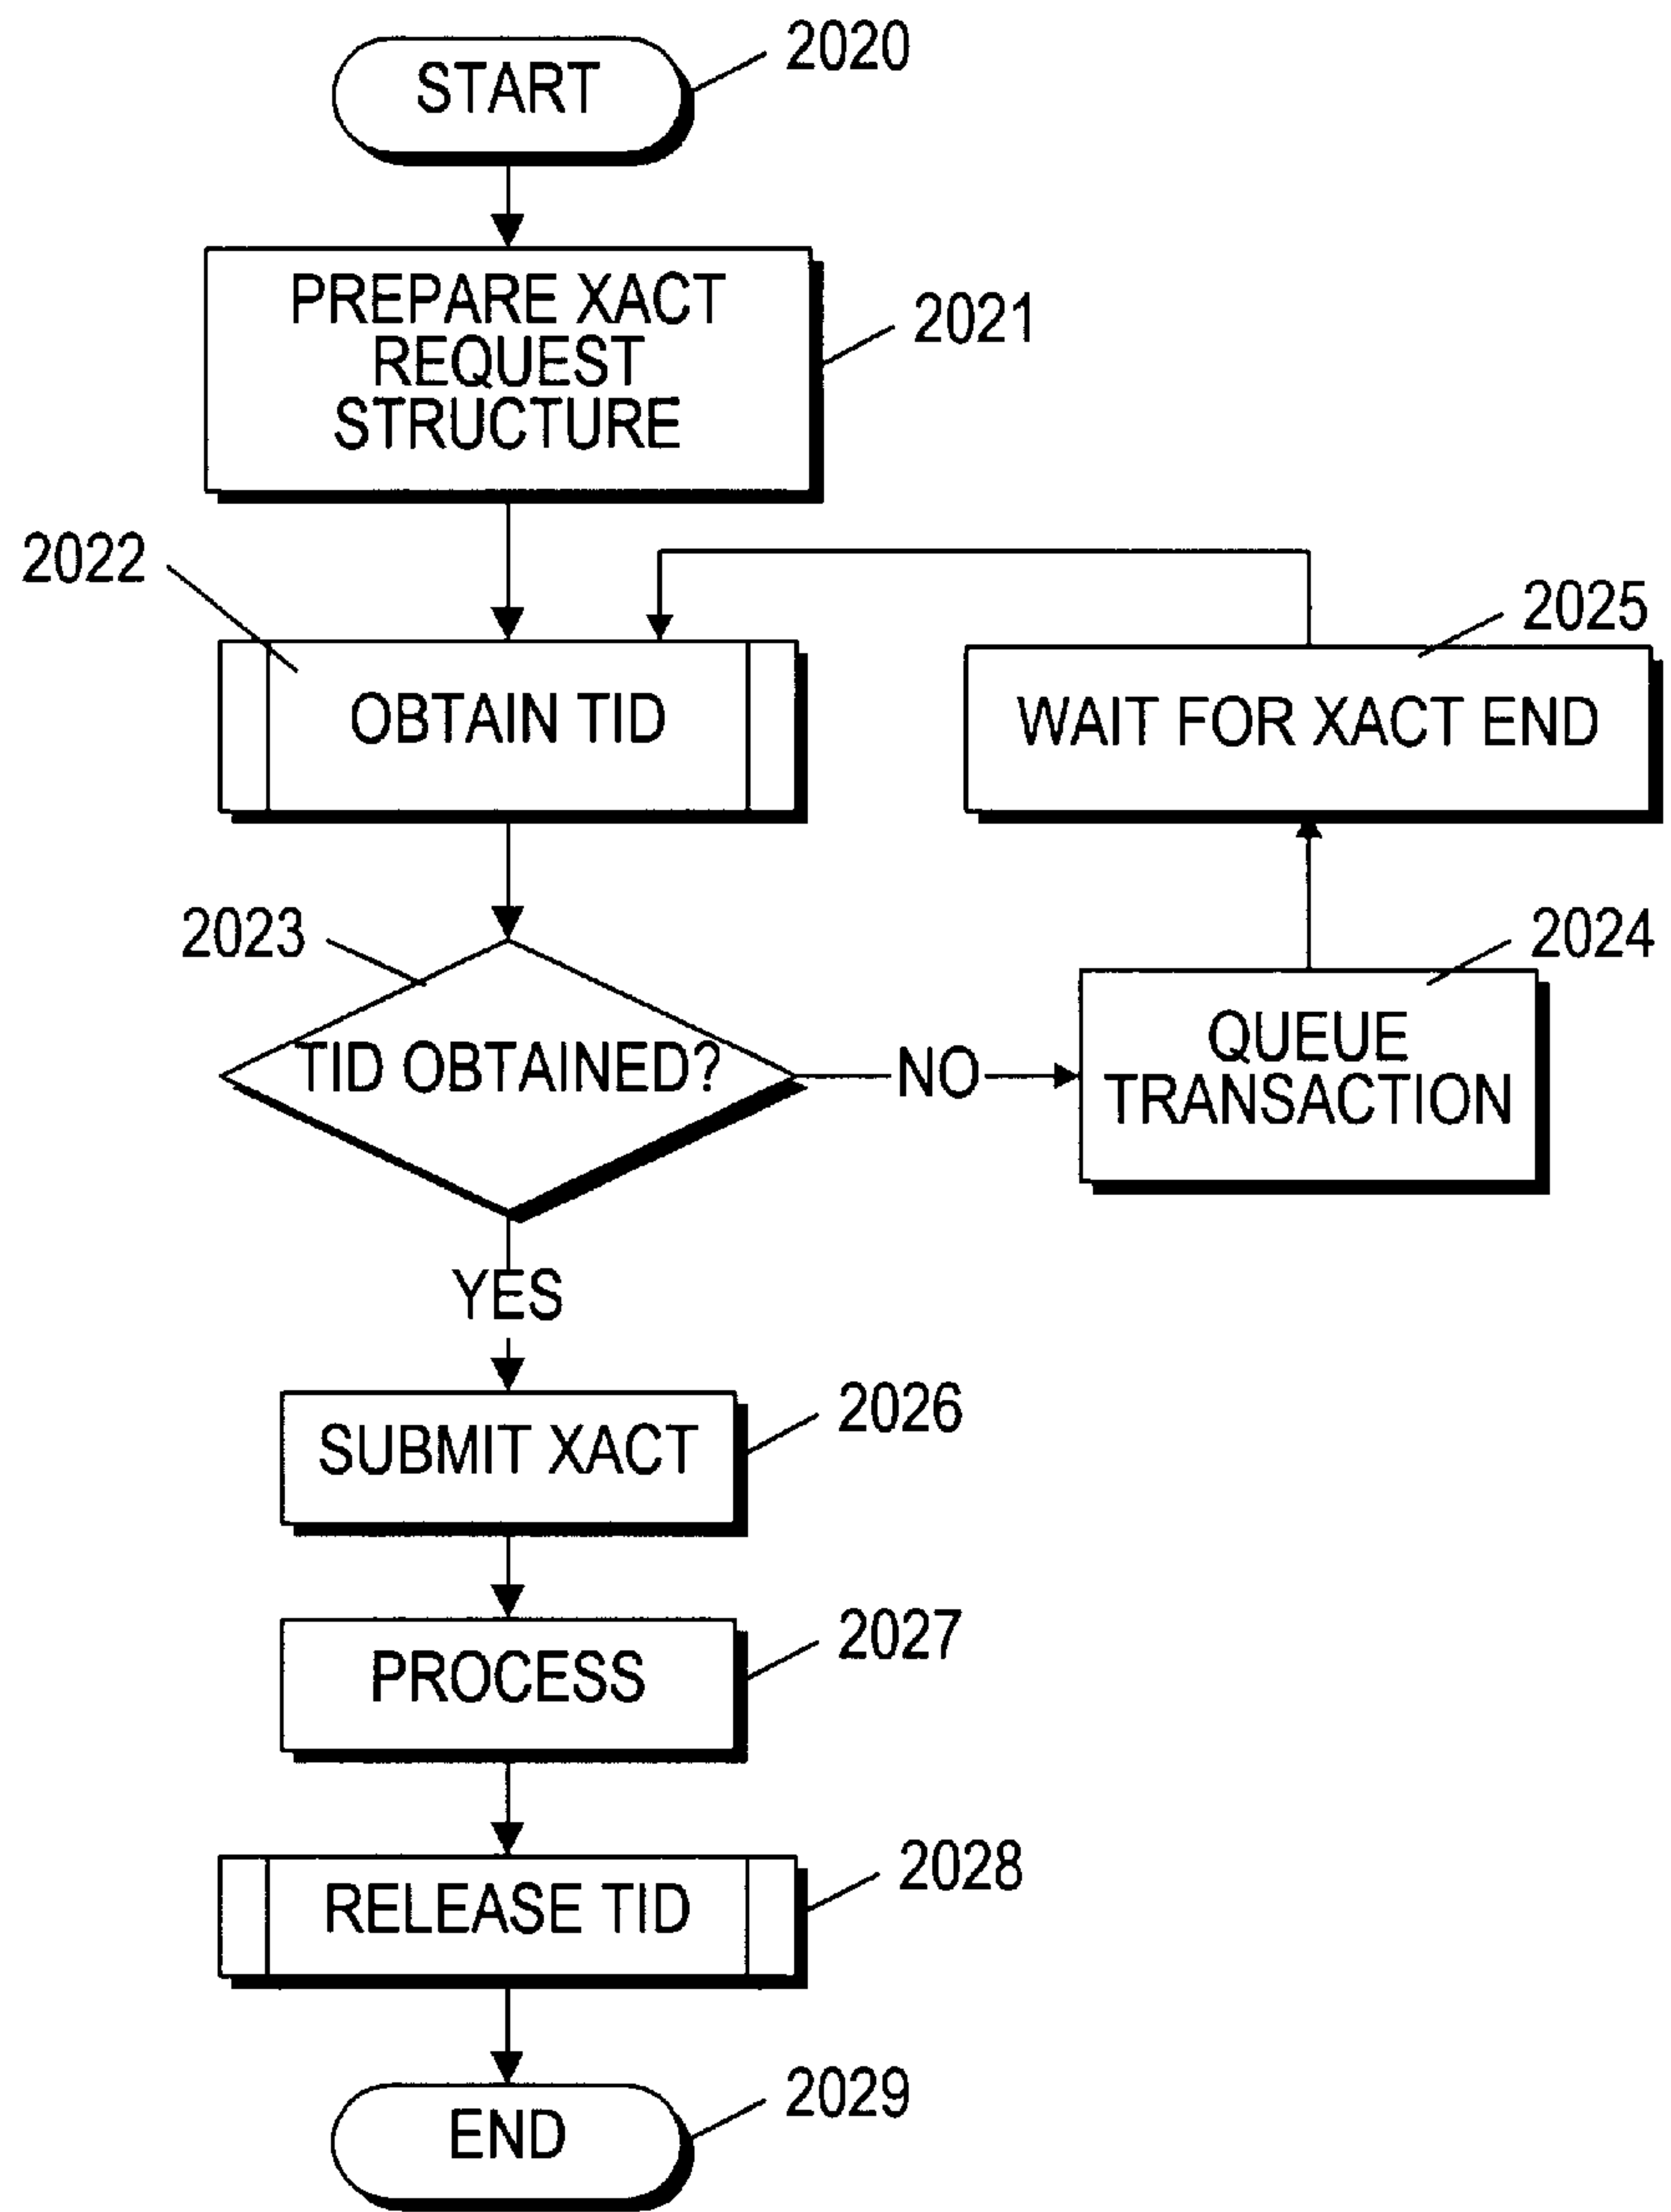 START
2020
PREPARE XACT
REQUEST
STRUCTURE
2021
2022
OBTAIN TID
2025
WAIT FOR XACT END
2023
TID OBTAINED?
NO
2024
QUEUE
TRANSACTION
YES
SUBMIT XACT
2026
PROCESS
2027
RELEASE TID
2028
END
2029